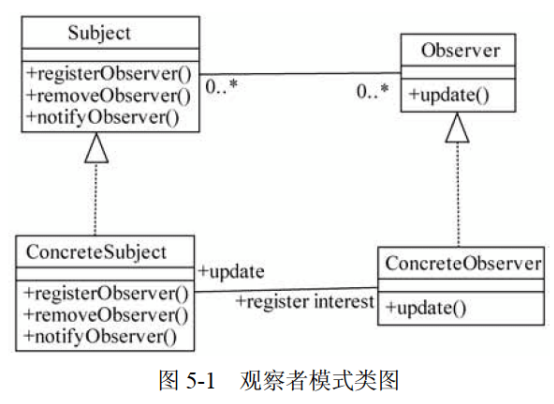 Subject
+registerObserver()
+removeObserver()
+notifyObserver()
Observer
+update()
0..*
0..*
ConcreteSubject
+registerObserver()
+removeObserver()
+notifyObserver()
+update
+register interest
ConcreteObserver
+update()
图 5-1 观察者模式类图